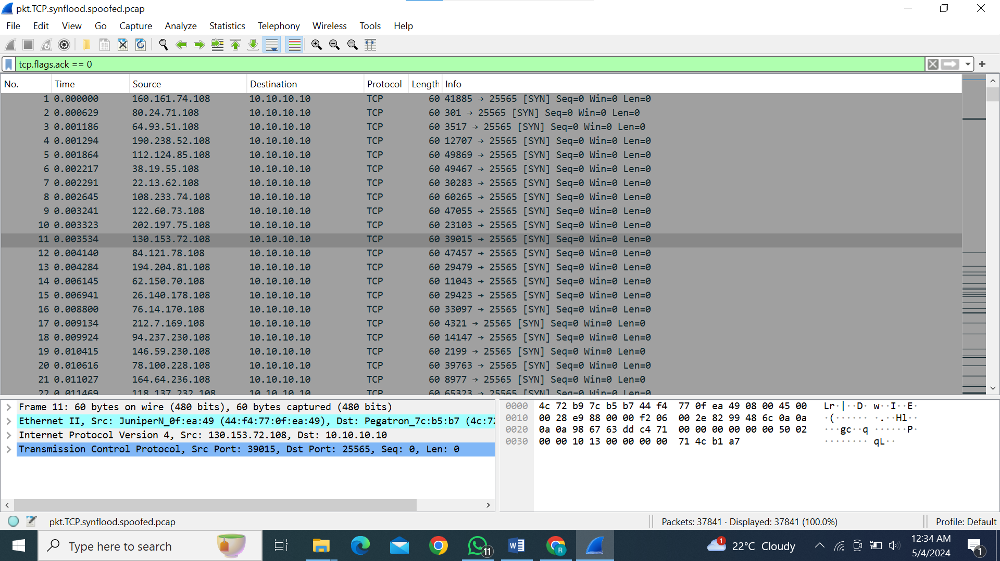 pkt.TCP.synflood.spoofed.pcap
File Edit View Go Capture Analyze Statistics Telephony Wireless Tools Help
tcp.flags.ack == 0
No. Time Source Destination Protocol Length Info
1 0.000000 160.161.74.108 10.10.10.10 TCP 60 41885 → 25565 [SYN] Seq=0 Win=0 Len=0
2 0.000629 80.24.71.108 10.10.10.10 TCP 60 301 → 25565 [SYN] Seq=0 Win=0 Len=0
3 0.001186 64.93.51.108 10.10.10.10 TCP 60 3517 → 25565 [SYN] Seq=0 Win=0 Len=0
4 0.001294 190.238.52.108 10.10.10.10 TCP 60 12707 → 25565 [SYN] Seq=0 Win=0 Len=0
5 0.001864 112.124.85.108 10.10.10.10 TCP 60 49869 → 25565 [SYN] Seq=0 Win=0 Len=0
6 0.002217 38.19.55.108 10.10.10.10 TCP 60 49467 → 25565 [SYN] Seq=0 Win=0 Len=0
7 0.002291 22.13.62.108 10.10.10.10 TCP 60 30283 → 25565 [SYN] Seq=0 Win=0 Len=0
8 0.002645 108.233.74.108 10.10.10.10 TCP 60 60265 → 25565 [SYN] Seq=0 Win=0 Len=0
9 0.003241 122.60.73.108 10.10.10.10 TCP 60 47055 → 25565 [SYN] Seq=0 Win=0 Len=0
10 0.003323 202.197.75.108 10.10.10.10 TCP 60 23103 → 25565 [SYN] Seq=0 Win=0 Len=0
11 0.003534 130.153.72.108 10.10.10.10 TCP 60 39015 → 25565 [SYN] Seq=0 Win=0 Len=0
12 0.004140 84.121.78.108 10.10.10.10 TCP 60 47457 → 25565 [SYN] Seq=0 Win=0 Len=0
13 0.004284 194.204.81.108 10.10.10.10 TCP 60 29479 → 25565 [SYN] Seq=0 Win=0 Len=0
14 0.006145 62.150.70.108 10.10.10.10 TCP 60 11043 → 25565 [SYN] Seq=0 Win=0 Len=0
15 0.006941 26.140.178.108 10.10.10.10 TCP 60 29423 → 25565 [SYN] Seq=0 Win=0 Len=0
16 0.008800 76.14.170.108 10.10.10.10 TCP 60 33097 → 25565 [SYN] Seq=0 Win=0 Len=0
17 0.009134 212.7.169.108 10.10.10.10 TCP 60 4321 → 25565 [SYN] Seq=0 Win=0 Len=0
18 0.009924 94.237.230.108 10.10.10.10 TCP 60 14147 → 25565 [SYN] Seq=0 Win=0 Len=0
19 0.010415 146.59.230.108 10.10.10.10 TCP 60 2199 → 25565 [SYN] Seq=0 Win=0 Len=0
20 0.010616 78.100.228.108 10.10.10.10 TCP 60 39763 → 25565 [SYN] Seq=0 Win=0 Len=0
21 0.011027 164.64.236.108 10.10.10.10 TCP 60 8977 → 25565 [SYN] Seq=0 Win=0 Len=0
22 0.011469 118.137.232.108 10.10.10.10 TCP 60 65323 → 25565 [SYN] Seq=0 Win=0 Len=0
Frame 11: 60 bytes on wire (480 bits), 60 bytes captured (480 bits)
Ethernet II, Src: JuniperN_0f:ea:49 (44:f4:77:0f:ea:49), Dst: Pegatron_7c:b5:b7 (4c:72
Internet Protocol Version 4, Src: 130.153.72.108, Dst: 10.10.10.10
Transmission Control Protocol, Src Port: 39015, Dst Port: 25565, Seq: 0, Len: 0
0000 4c 72 b9 7c b5 b7 44 f4 77 0f ea 49 08 00 45 00 Lr·|··D· w··I··E·
0010 00 28 e9 88 00 00 f2 06 00 2e 82 99 48 6c 0a 0a ·(······ ·.··Hl··
0020 0a 0a 98 67 63 dd c4 71 00 00 00 00 00 00 50 02 ···gc··q ······P·
0030 00 00 10 13 00 00 00 00 71 4c b1 a7 ········ qL··
pkt.TCP.synflood.spoofed.pcap Packets: 37841 · Displayed: 37841 (100.0%) Profile: Default
Type here to search
11
W
R
1
22°C Cloudy
12:34 AM
5/4/2024
1